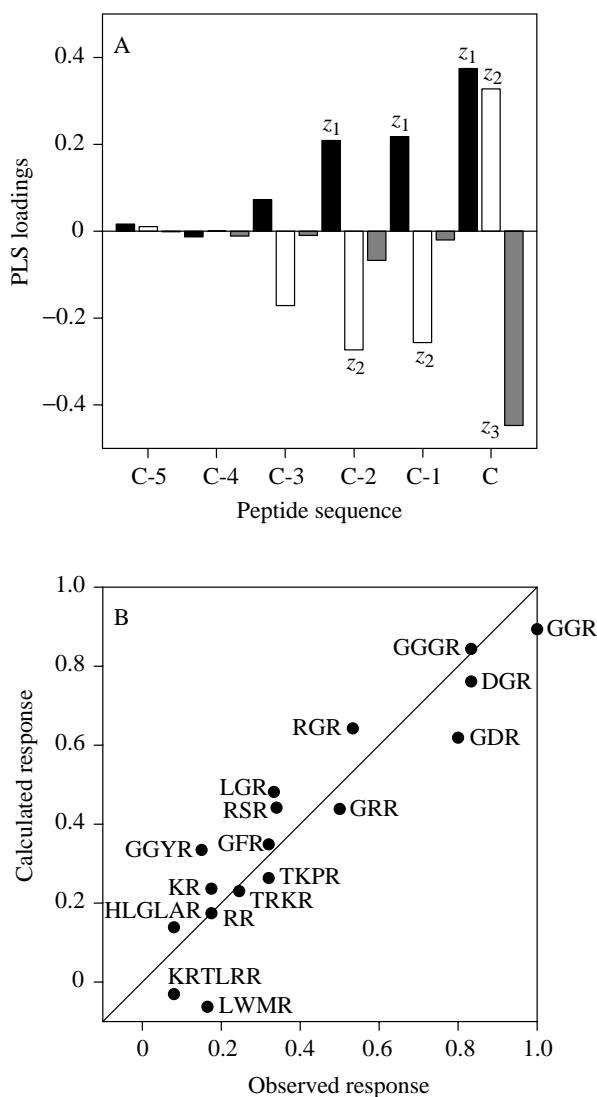 A
PLS loadings
0.4
0.2
0
−0.2
−0.4
z1
z1
z1
z2
z2
z2
z3
C-5 C-4 C-3 C-2 C-1 C
Peptide sequence
B
Calculated response
1.0
0.8
0.6
0.4
0.2
0
GGR
GGGR
DGR
RGR
GDR
LGR
RSR
GRR
GGYR
GFR
TKPR
KR
TRKR
HLGLAR
RR
KRTLRR
LWMR
0 0.2 0.4 0.6 0.8 1.0
Observed response